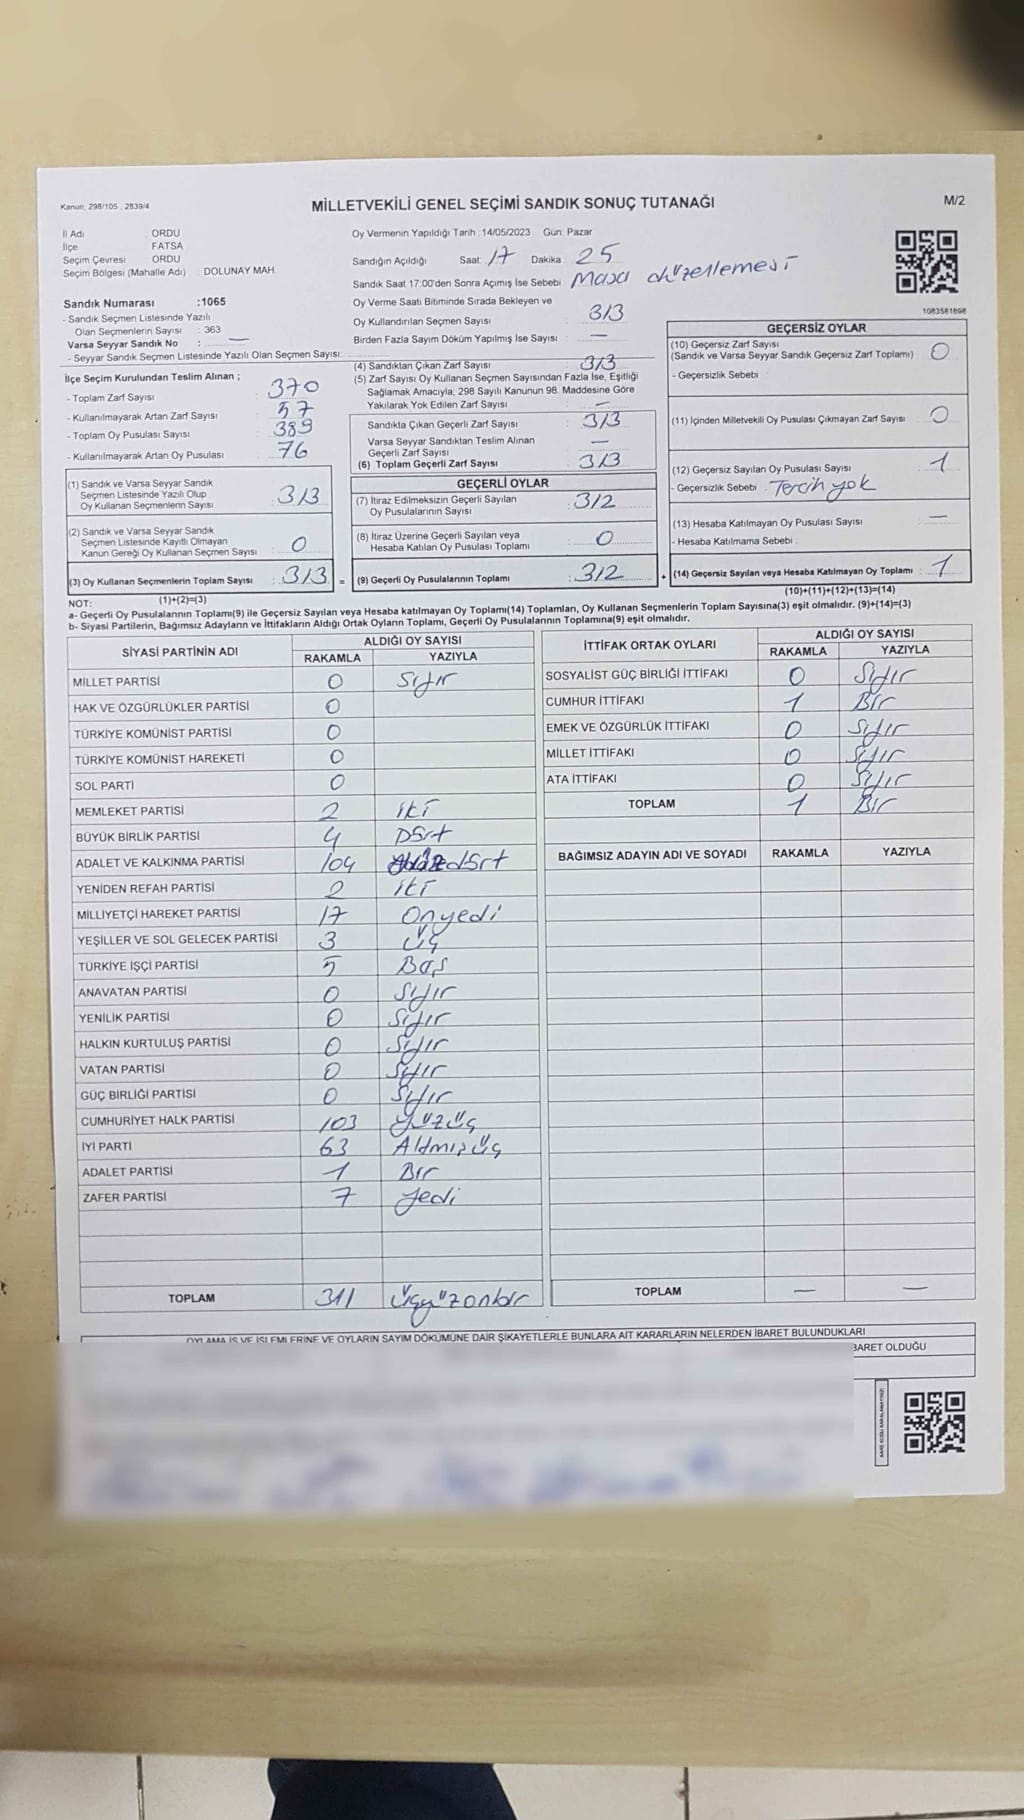 Kanun: 298/105 , 2839/4
MİLLETVEKİLİ GENEL SEÇİMİ SANDIK SONUÇ TUTANAĞI
M/2
İl Adı : ORDU
İlçe FATSA
Seçim Çevresi : ORDU
Seçim Bölgesi (Mahalle Adı) : DOLUNAY MAH.
Sandık Numarası :1065
- Sandık Seçmen Listesinde Yazılı
Olan Seçmenlerin Sayısı : 363
Varsa Seyyar Sandık No : —
- Seyyar Sandık Seçmen Listesinde Yazılı Olan Seçmen Sayısı:
Oy Vermenin Yapıldığı Tarih : 14/05/2023 Gün: Pazar
Sandığın Açıldığı Saat: 17 Dakika : 25
Sandık Saat 17:00'den Sonra Açımış İse Sebebi : Masa düzetlemesi
Oy Verme Saati Bitiminde Sırada Bekleyen ve
Oy Kullandırılan Seçmen Sayısı : 313
Birden Fazla Sayım Döküm Yapılmış İse Sayısı : —
1083581698
İlçe Seçim Kurulundan Teslim Alınan ;
- Toplam Zarf Sayısı : 370
- Kullanılmayarak Artan Zarf Sayısı : 57
- Toplam Oy Pusulası Sayısı : 389
- Kullanılmayarak Artan Oy Pusulası : 76
(1) Sandık ve Varsa Seyyar Sandık
Seçmen Listesinde Yazılı Olup
Oy Kullanan Seçmenlerin Sayısı : 313
(2) Sandık ve Varsa Seyyar Sandık
Seçmen Listesinde Kayıtlı Olmayan
Kanun Gereği Oy Kullanan Seçmen Sayısı : 0
(3) Oy Kullanan Seçmenlerin Toplam Sayısı : 313 =
(4) Sandıktan Çıkan Zarf Sayısı : 313
(5) Zarf Sayısı Oy Kullanan Seçmen Sayısından Fazla İse, Eşitliği
Sağlamak Amacıyla, 298 Sayılı Kanunun 98. Maddesine Göre
Yakılarak Yok Edilen Zarf Sayısı : —
Sandıkta Çıkan Geçerli Zarf Sayısı : 313
Varsa Seyyar Sandıktan Teslim Alınan
Geçerli Zarf Sayısı : —
(6) Toplam Geçerli Zarf Sayısı : 313
GEÇERLİ OYLAR
(7) İtiraz Edilmeksizin Geçerli Sayılan
Oy Pusulalarının Sayısı : 312
(8) İtiraz Üzerine Geçerli Sayılan veya
Hesaba Katılan Oy Pusulası Toplamı : 0
(9) Geçerli Oy Pusulalarının Toplamı : 312 +
GEÇERSİZ OYLAR
(10) Geçersiz Zarf Sayısı
(Sandık ve Varsa Seyyar Sandık Geçersiz Zarf Toplamı) : 0
- Geçersizlik Sebebi :
(11) İçinden Milletvekili Oy Pusulası Çıkmayan Zarf Sayısı : 0
(12) Geçersiz Sayılan Oy Pusulası Sayısı : 1
- Geçersizlik Sebebi : Tercih yok
(13) Hesaba Katılmayan Oy Pusulası Sayısı : —
- Hesaba Katılmama Sebebi :
(14) Geçersiz Sayılan veya Hesaba Katılmayan Oy Toplamı : 1
NOT: (1)+(2)=(3)
(10)+(11)+(12)+(13)=(14)
a- Geçerli Oy Pusulalarının Toplamı(9) ile Geçersiz Sayılan veya Hesaba katılmayan Oy Toplamı(14) Toplamları, Oy Kullanan Seçmenlerin Toplam Sayısına(3) eşit olmalıdır. (9)+(14)=(3)
b- Siyasi Partilerin, Bağımsız Adayların ve İttifakların Aldığı Ortak Oyların Toplamı, Geçerli Oy Pusulalarının Toplamına(9) eşit olmalıdır.
SİYASİ PARTİNİN ADI
ALDIĞI OY SAYISI
RAKAMLA YAZIYLA
MİLLET PARTİSİ 0 Sıfır
HAK VE ÖZGÜRLÜKLER PARTİSİ 0
TÜRKİYE KOMÜNİST PARTİSİ 0
TÜRKİYE KOMÜNİST HAREKETİ 0
SOL PARTİ 0
MEMLEKET PARTİSİ 2 iki
BÜYÜK BİRLİK PARTİSİ 4 Dört
ADALET VE KALKINMA PARTİSİ 104
YENİDEN REFAH PARTİSİ 2 iki
MİLLİYETÇİ HAREKET PARTİSİ 17 Onyedi
YEŞİLLER VE SOL GELECEK PARTİSİ 3 üç
TÜRKİYE İŞÇİ PARTİSİ 5 Beş
ANAVATAN PARTİSİ 0 Sıfır
YENİLİK PARTİSİ 0 Sıfır
HALKIN KURTULUŞ PARTİSİ 0 Sıfır
VATAN PARTİSİ 0 Sıfır
GÜÇ BİRLİĞİ PARTİSİ 0 Sıfır
CUMHURİYET HALK PARTİSİ 103 yüzüç
İYİ PARTİ 63 Altmışüç
ADALET PARTİSİ 1 Bir
ZAFER PARTİSİ 7 yedi
TOPLAM 311 üçyüzonbir
İTTİFAK ORTAK OYLARI
ALDIĞI OY SAYISI
RAKAMLA YAZIYLA
SOSYALİST GÜÇ BİRLİĞİ İTTİFAKI 0 Sıfır
CUMHUR İTTİFAKI 1 Bir
EMEK VE ÖZGÜRLÜK İTTİFAKI 0 Sıfır
MİLLET İTTİFAKI 0 Sıfır
ATA İTTİFAKI 0 Sıfır
TOPLAM 1 Bir
BAĞIMSIZ ADAYIN ADI VE SOYADI RAKAMLA YAZIYLA
TOPLAM — —
OYLAMA İŞ VE İŞLEMLERİNE VE OYLARIN SAYIM DÖKÜMÜNE DAİR ŞİKAYETLERLE BUNLARA AİT KARARLARIN NELERDEN İBARET BULUNDUKLARI
BARET OLDUĞU